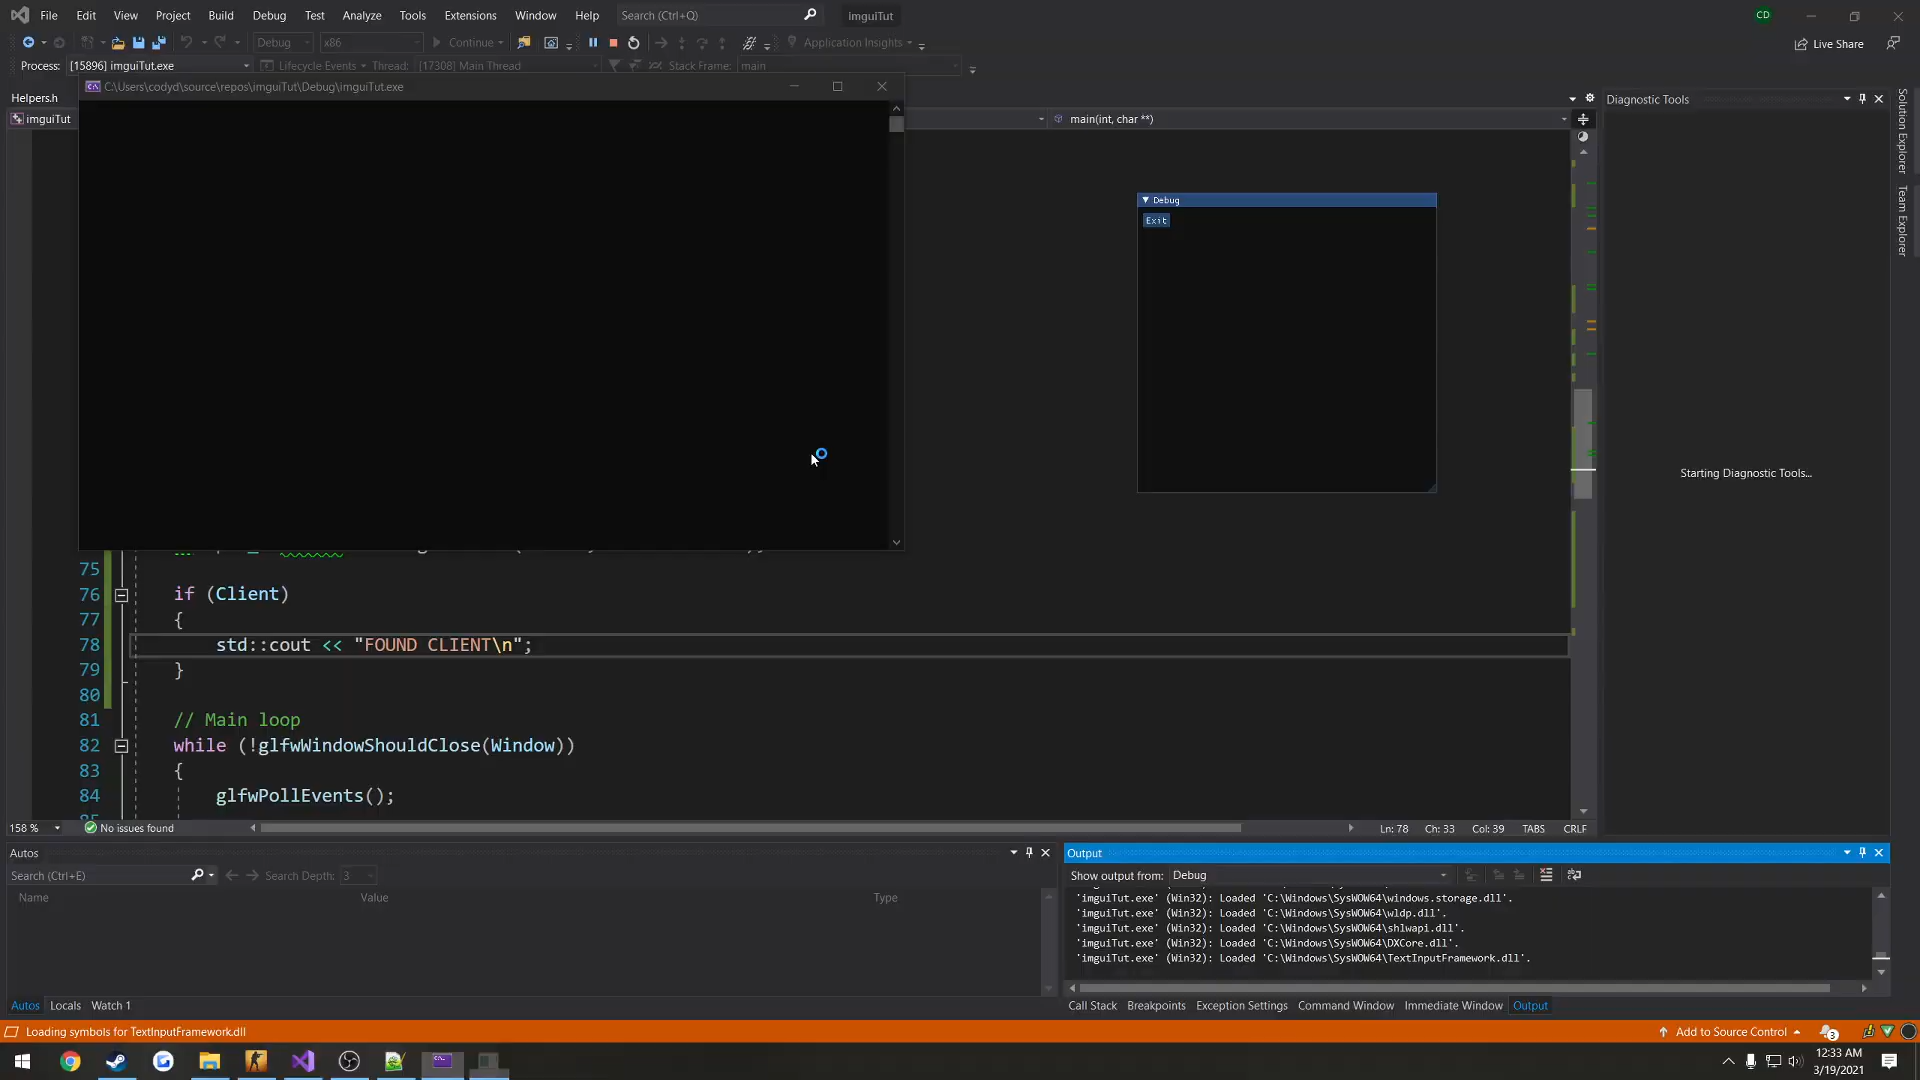 File Edit View Project Build Debug Test Analyze Tools Extensions Window Help Search (Ctrl+Q) ImguiTut CD
Debug x86 Continue Application Insights Live Share
Process: [15896] imguiTut.exe Lifecycle Events Thread: [17308] Main Thread Stack Frame: main
C:\Users\codyd\source\repos\imguiTut\Debug\imguiTut.exe
Helpers.h
imguiTut
main(int, char **)
Diagnostic Tools
Solution Explorer
Team Explorer
Debug
Exit
Starting Diagnostic Tools...
75
76 if (Client)
77 {
78 std::cout << "FOUND CLIENT\n";
79 }
80
81 // Main loop
82 while (!glfwWindowShouldClose(Window))
83 {
84 glfwPollEvents();
158 % No issues found Ln: 78 Ch: 33 Col: 39 TABS CRLF
Autos
Search (Ctrl+E) Search Depth: 3
Name Value Type
Autos Locals Watch 1
Output
Show output from: Debug
'imguiTut.exe' (Win32): Loaded 'C:\Windows\SysWOW64\windows.storage.dll'.
'imguiTut.exe' (Win32): Loaded 'C:\Windows\SysWOW64\wldp.dll'.
'imguiTut.exe' (Win32): Loaded 'C:\Windows\SysWOW64\shlwapi.dll'.
'imguiTut.exe' (Win32): Loaded 'C:\Windows\SysWOW64\DXCore.dll'.
'imguiTut.exe' (Win32): Loaded 'C:\Windows\SysWOW64\TextInputFramework.dll'.
Call Stack Breakpoints Exception Settings Command Window Immediate Window Output
Loading symbols for TextInputFramework.dll Add to Source Control 3
12:33 AM
3/19/2021